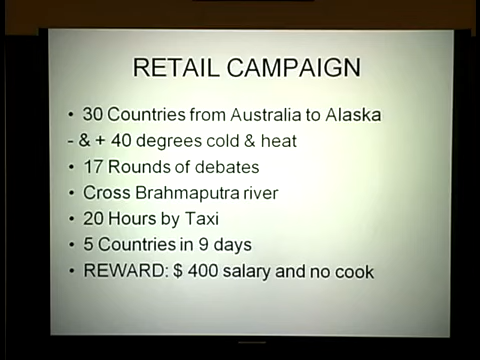 RETAIL CAMPAIGN
• 30 Countries from Australia to Alaska
- & + 40 degrees cold & heat
• 17 Rounds of debates
• Cross Brahmaputra river
• 20 Hours by Taxi
• 5 Countries in 9 days
• REWARD: $ 400 salary and no cook